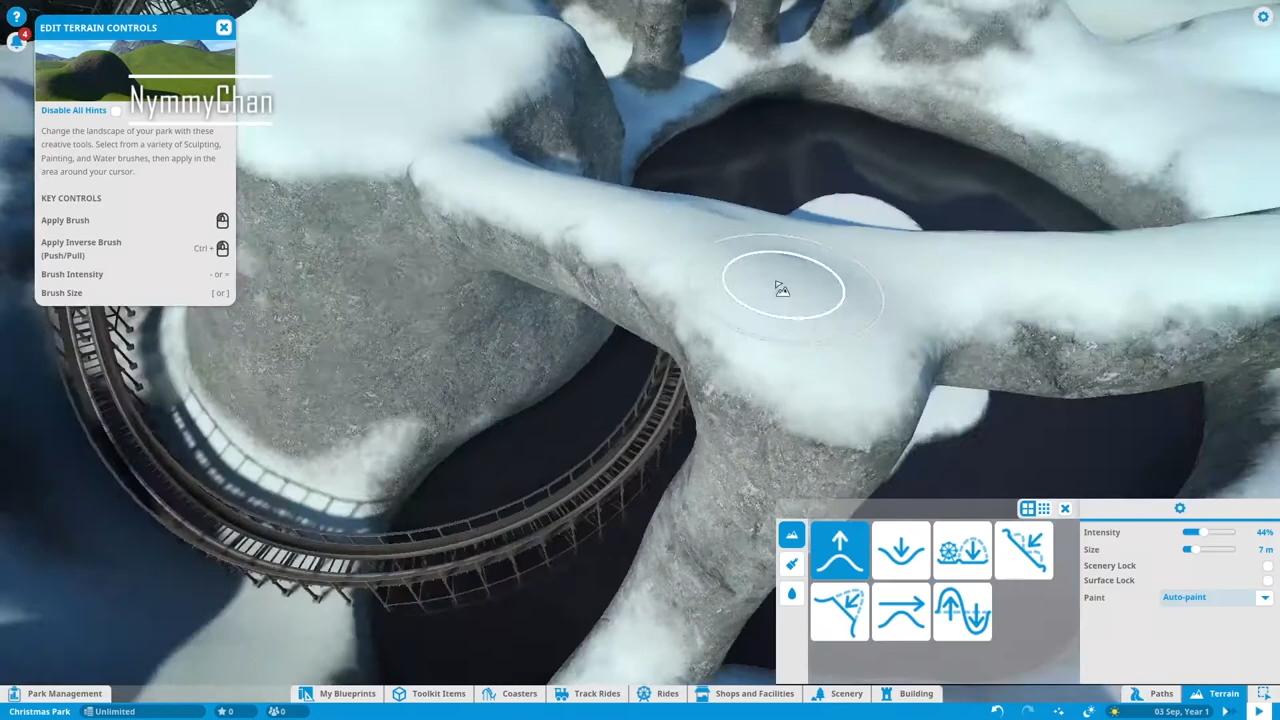 EDIT TERRAIN CONTROLS
4
NymmyChan
Disable All Hints
Change the landscape of your park with these
creative tools. Select from a variety of Sculpting,
Painting, and Water brushes, then apply in the
area around your cursor.
KEY CONTROLS
Apply Brush
Apply Inverse Brush
(Push/Pull)
Ctrl +
Brush Intensity
- or =
Brush Size
[ or ]
Intensity
44%
Size
7 m
Scenery Lock
Surface Lock
Paint
Auto-paint
Park Management
My Blueprints
Toolkit Items
Coasters
Track Rides
Rides
Shops and Facilities
Scenery
Building
Paths
Terrain
Christmas Park
Unlimited
0
0
03 Sep, Year 1